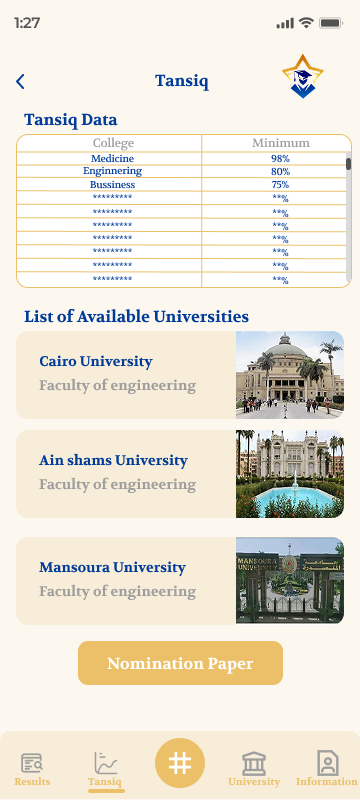 1:27
Tansiq
Tansiq Data
College Minimum
Medicine 98%
Enginnering 80%
Bussiness 75%
********* **%
********* **%
********* **%
********* **%
********* **%
********* **%
********* **%
List of Available Universities
Cairo University
Faculty of engineering
Ain shams University
Faculty of engineering
Mansoura University
Faculty of engineering
MANSOURA
UNIVERSITY
Nomination Paper
#
Results Tansiq University Information